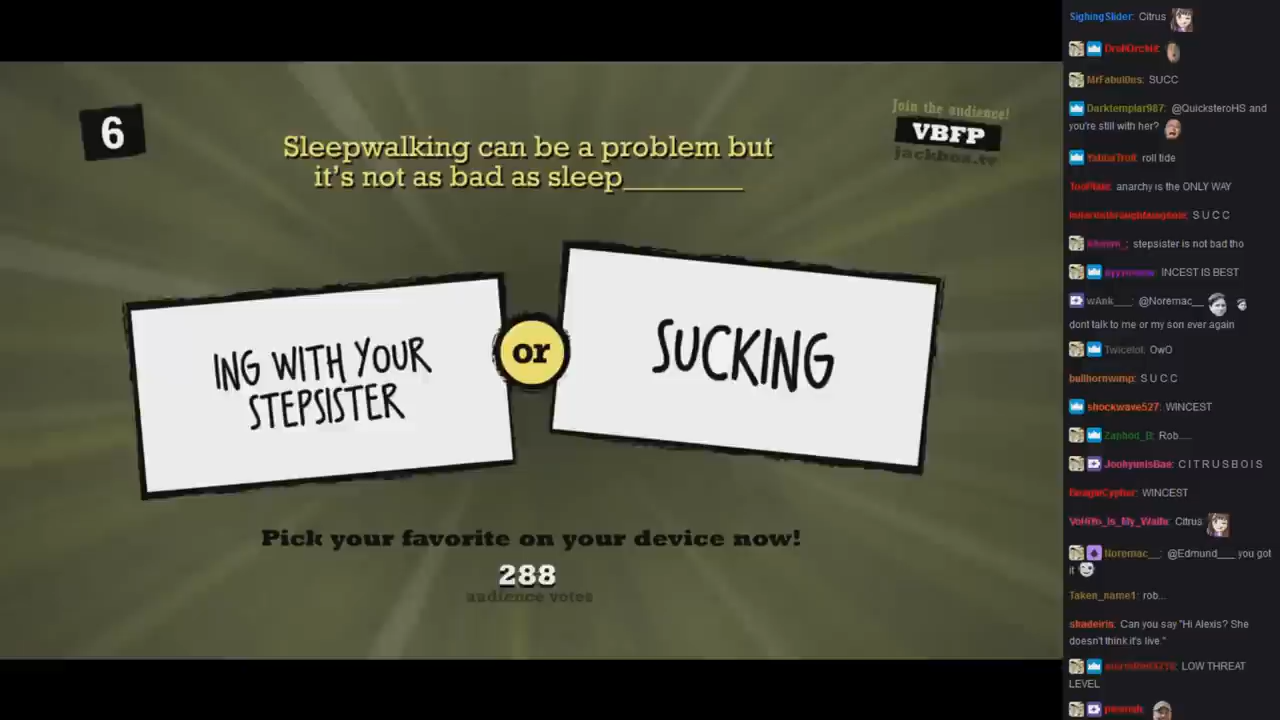 6
Sleepwalking can be a problem but
it's not as bad as sleep_________
Join the audience!
VBFP
jackbox.tv
ING WITH YOUR
STEPSISTER
or
SUCKING
Pick your favorite on your device now!
288
audience votes
SighingSlider: Citrus
MrFabul0us: SUCC
Darktemplar987: @QuicksteroHS and
you're still with her?
roll tide
anarchy is the ONLY WAY
S U C C
stepsister is not bad tho
INCEST IS BEST
wAnk___: @Noremac__
dont talk to me or my son ever again
Twicetot: OwO
bullhornwimp: S U C C
shockwave527: WINCEST
Zaphod_B: Rob....
JoohyunIsBae: C I T R U S B O I S
WINCEST
Citrus
Noremac__: @Edmund___ you got
it
Taken_name1: rob...
shadeiris: Can you say "Hi Alexis? She
doesn't think it's live."
LOW THREAT
LEVEL